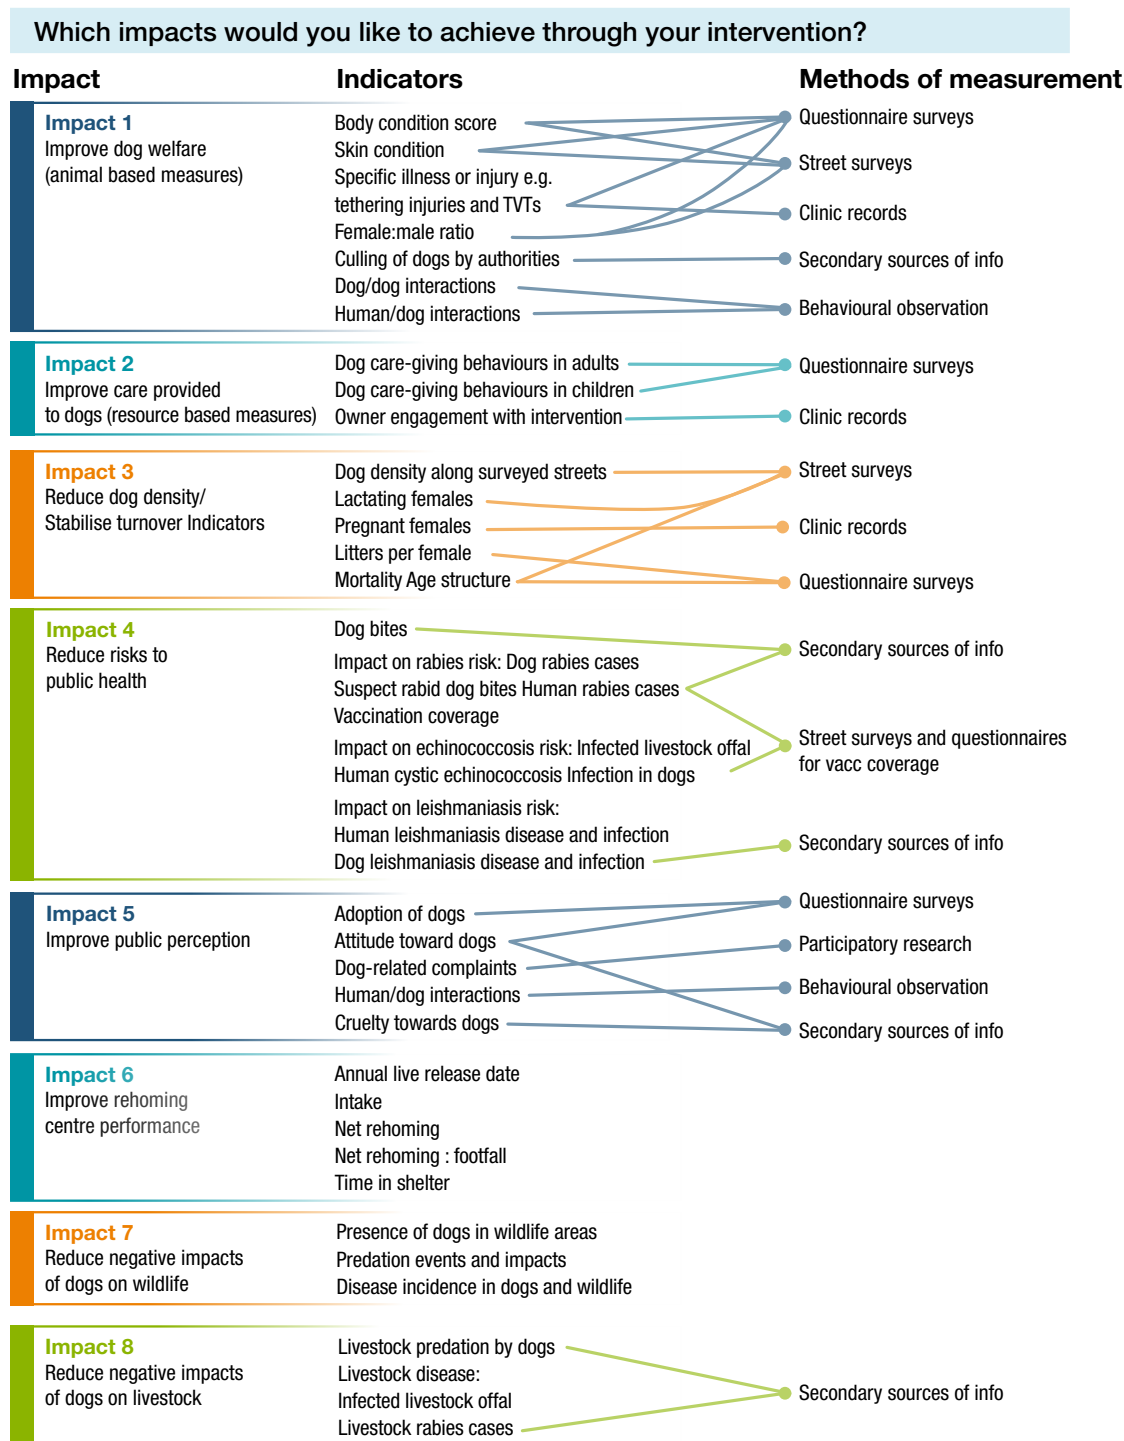 Which impacts would you like to achieve through your intervention?
Impact
Indicators
Methods of measurement
Impact 1
Improve dog welfare
(animal based measures)
Body condition score
Skin condition
Specific illness or injury e.g.
tethering injuries and TVTs
Female:male ratio
Culling of dogs by authorities
Dog/dog interactions
Human/dog interactions
Questionnaire surveys
Street surveys
Clinic records
Secondary sources of info
Behavioural observation
Impact 2
Improve care provided
to dogs (resource based measures)
Dog care-giving behaviours in adults
Dog care-giving behaviours in children
Owner engagement with intervention
Questionnaire surveys
Clinic records
Impact 3
Reduce dog density/
Stabilise turnover Indicators
Dog density along surveyed streets
Lactating females
Pregnant females
Litters per female
Mortality Age structure
Street surveys
Clinic records
Questionnaire surveys
Impact 4
Reduce risks to
public health
Dog bites
Impact on rabies risk: Dog rabies cases
Suspect rabid dog bites Human rabies cases
Vaccination coverage
Impact on echinococcosis risk: Infected livestock offal
Human cystic echinococcosis Infection in dogs
Impact on leishmaniasis risk:
Human leishmaniasis disease and infection
Dog leishmaniasis disease and infection
Secondary sources of info
Street surveys and questionnaires
for vacc coverage
Secondary sources of info
Impact 5
Improve public perception
Adoption of dogs
Attitude toward dogs
Dog-related complaints
Human/dog interactions
Cruelty towards dogs
Questionnaire surveys
Participatory research
Behavioural observation
Secondary sources of info
Impact 6
Improve rehoming
centre performance
Annual live release date
Intake
Net rehoming
Net rehoming : footfall
Time in shelter
Impact 7
Reduce negative impacts
of dogs on wildlife
Presence of dogs in wildlife areas
Predation events and impacts
Disease incidence in dogs and wildlife
Impact 8
Reduce negative impacts
of dogs on livestock
Livestock predation by dogs
Livestock disease:
Infected livestock offal
Livestock rabies cases
Secondary sources of info